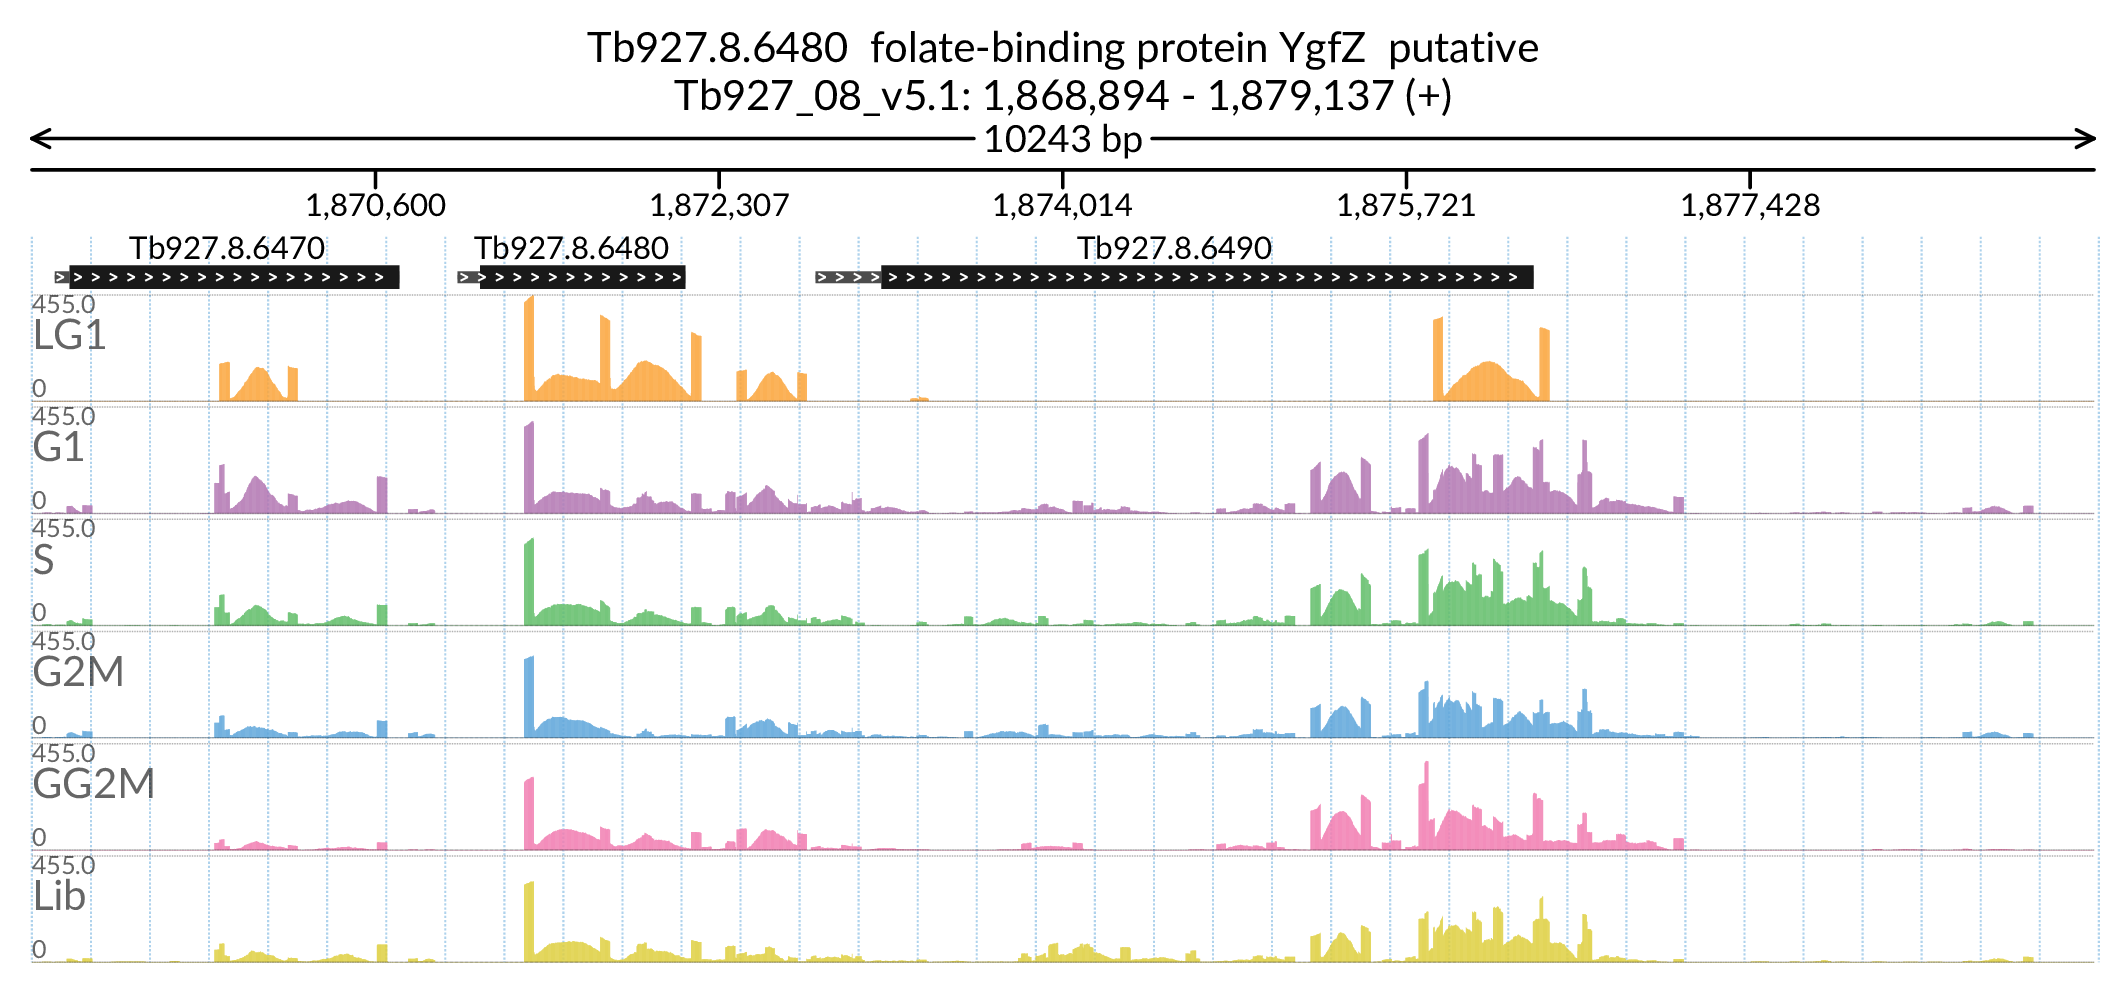 Tb927.8.6480 folate-binding protein YgfZ putative
Tb927_08_v5.1: 1,868,894 - 1,879,137 (+)
10243 bp
1,870,600 1,872,307 1,874,014 1,875,721 1,877,428
Tb927.8.6470 Tb927.8.6480 Tb927.8.6490
455.0
LG1
0
455.0
G1
0
455.0
S
0
455.0
G2M
0
455.0
GG2M
0
455.0
Lib
0